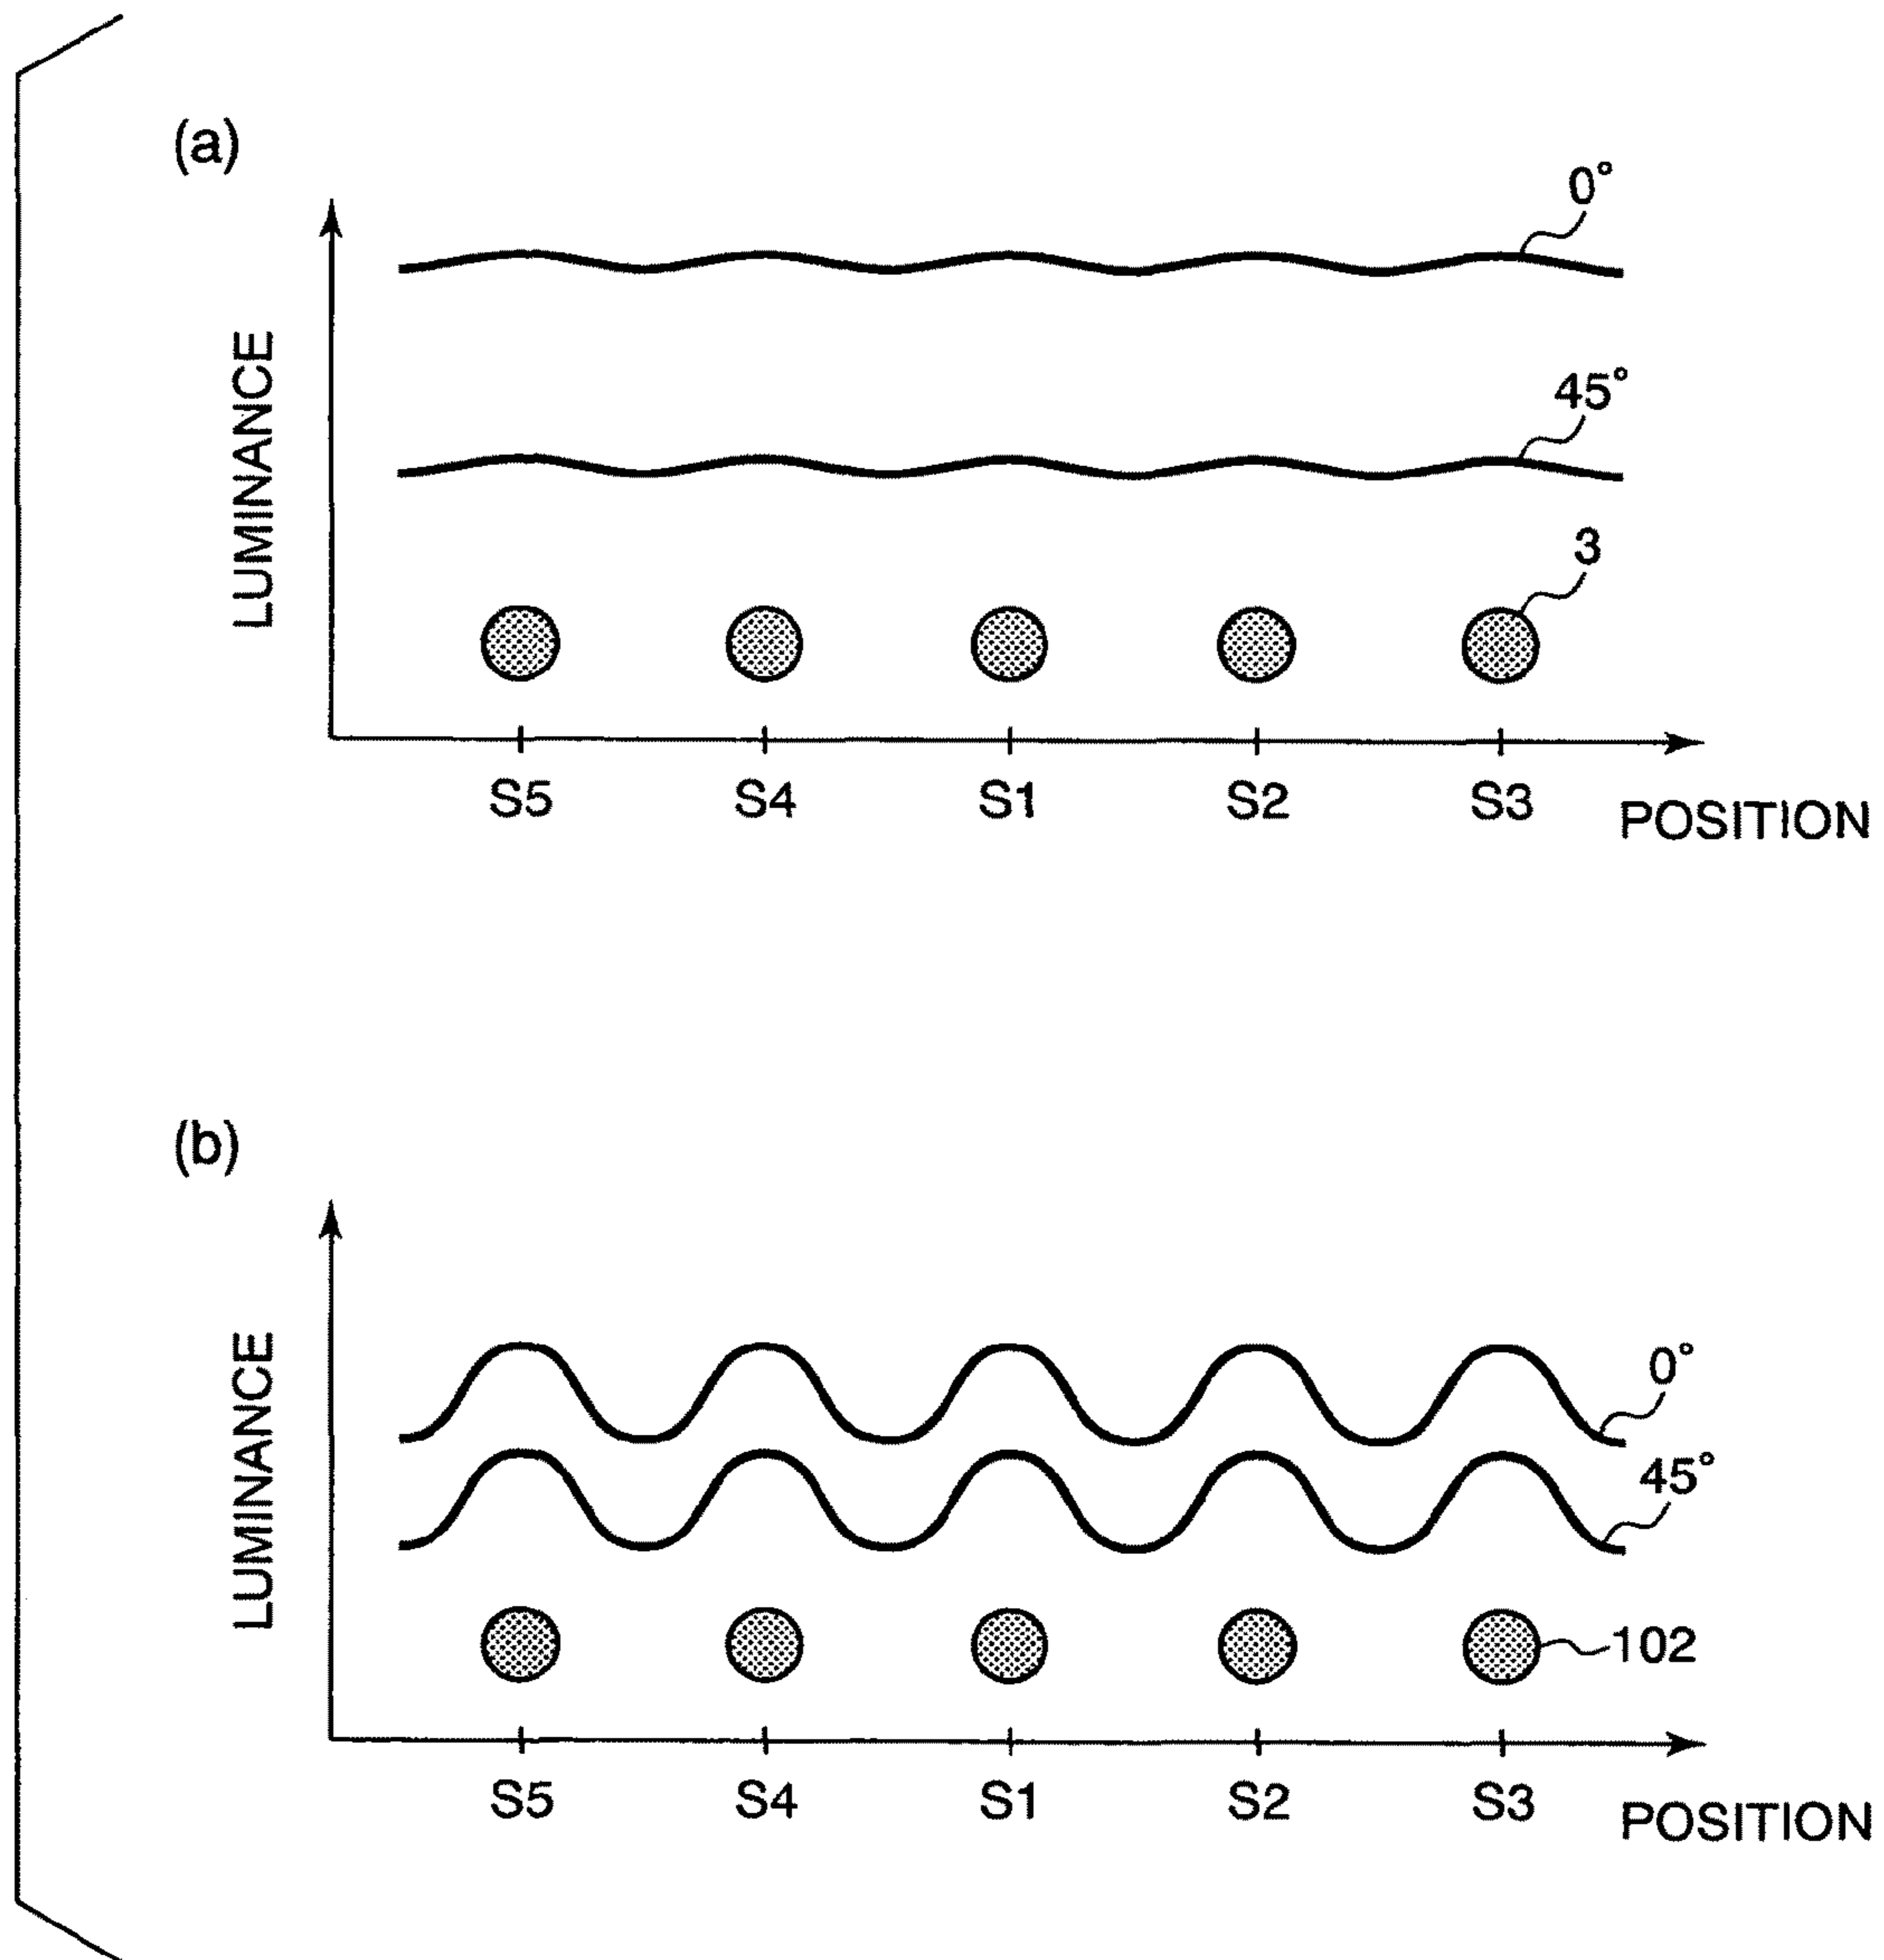 (a)
0°
45°
3
LUMINANCE
S5 S4 S1 S2 S3
POSITION
(b)
0°
45°
102
LUMINANCE
S5 S4 S1 S2 S3
POSITION